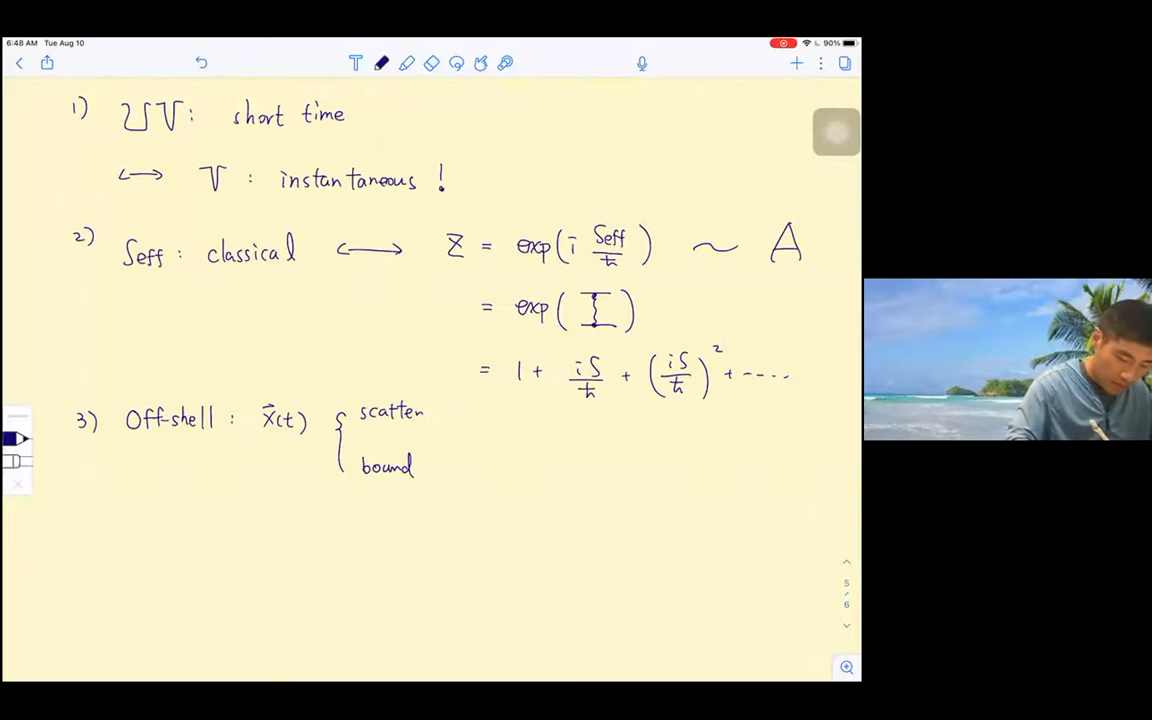 6:48 AM Tue Aug 10
90%
1) UV : short time
↔ V : instantaneous !
2) Seff : classical ↔ Z = exp(i Seff/ħ) ~ A
= exp( )
= 1 + iS/ħ + (iS/ħ)² + ----
3) Off-shell : x⃗(t) { scatter
bound
5
/
6